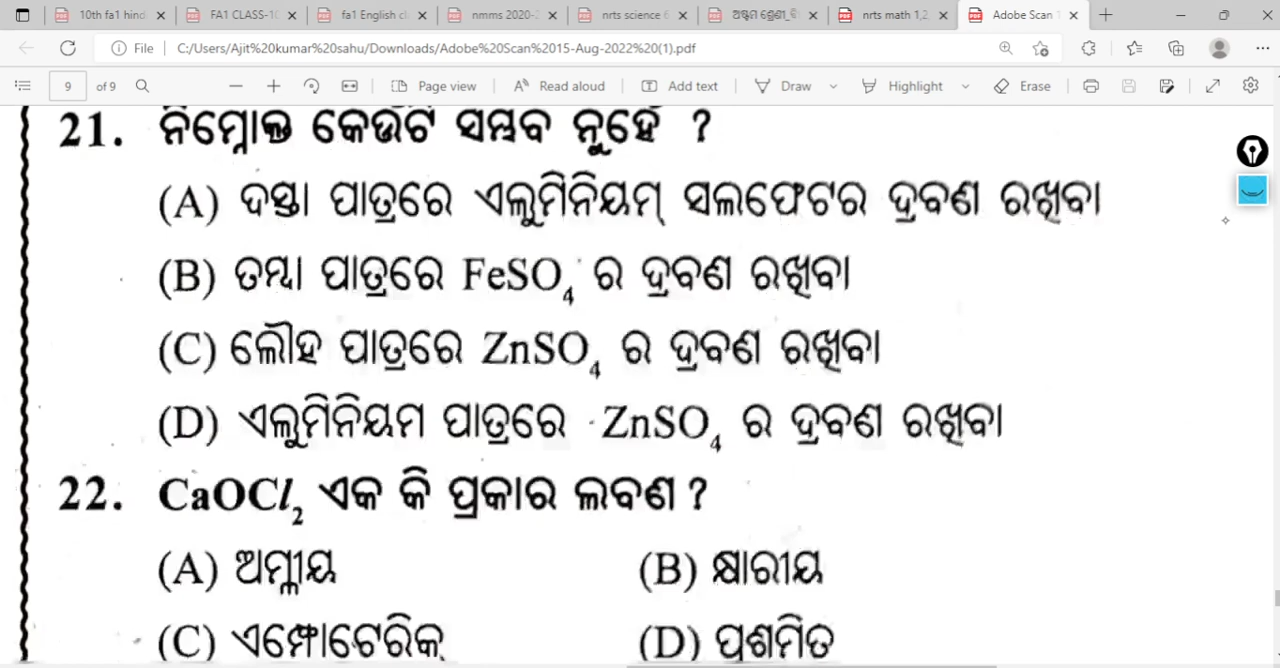 10th fa1 hind
FA1 CLASS-10
fa1 English cl
nmms 2020-2
nrts science 6
nrts math 1,2,
Adobe Scan 1
File C:/Users/Ajit%20kumar%20sahu/Downloads/Adobe%20Scan%2015-Aug-2022%20(1).pdf
9 of 9 Page view Read aloud Add text Draw Highlight Erase
21. ନିମ୍ନୋକ୍ତ କେଉଁଟି ସମ୍ଭବ ନୁହେଁ ?
(A) ଦସ୍ତା ପାତ୍ରରେ ଏଲୁମିନିୟମ୍ ସଲଫେଟର ଦ୍ରବଣ ରଖିବା
(B) ତମ୍ବା ପାତ୍ରରେ FeSO₄ ର ଦ୍ରବଣ ରଖିବା
(C) ଲୌହ ପାତ୍ରରେ ZnSO₄ ର ଦ୍ରବଣ ରଖିବା
(D) ଏଲୁମିନିୟମ ପାତ୍ରରେ ZnSO₄ ର ଦ୍ରବଣ ରଖିବା
22. CaOCl₂ ଏକ କି ପ୍ରକାର ଲବଣ ?
(A) ଅମ୍ଳୀୟ (B) କ୍ଷାରୀୟ
(C) ଏମ୍ଫୋଟେରିକ୍ (D) ପ୍ରଶମିତ